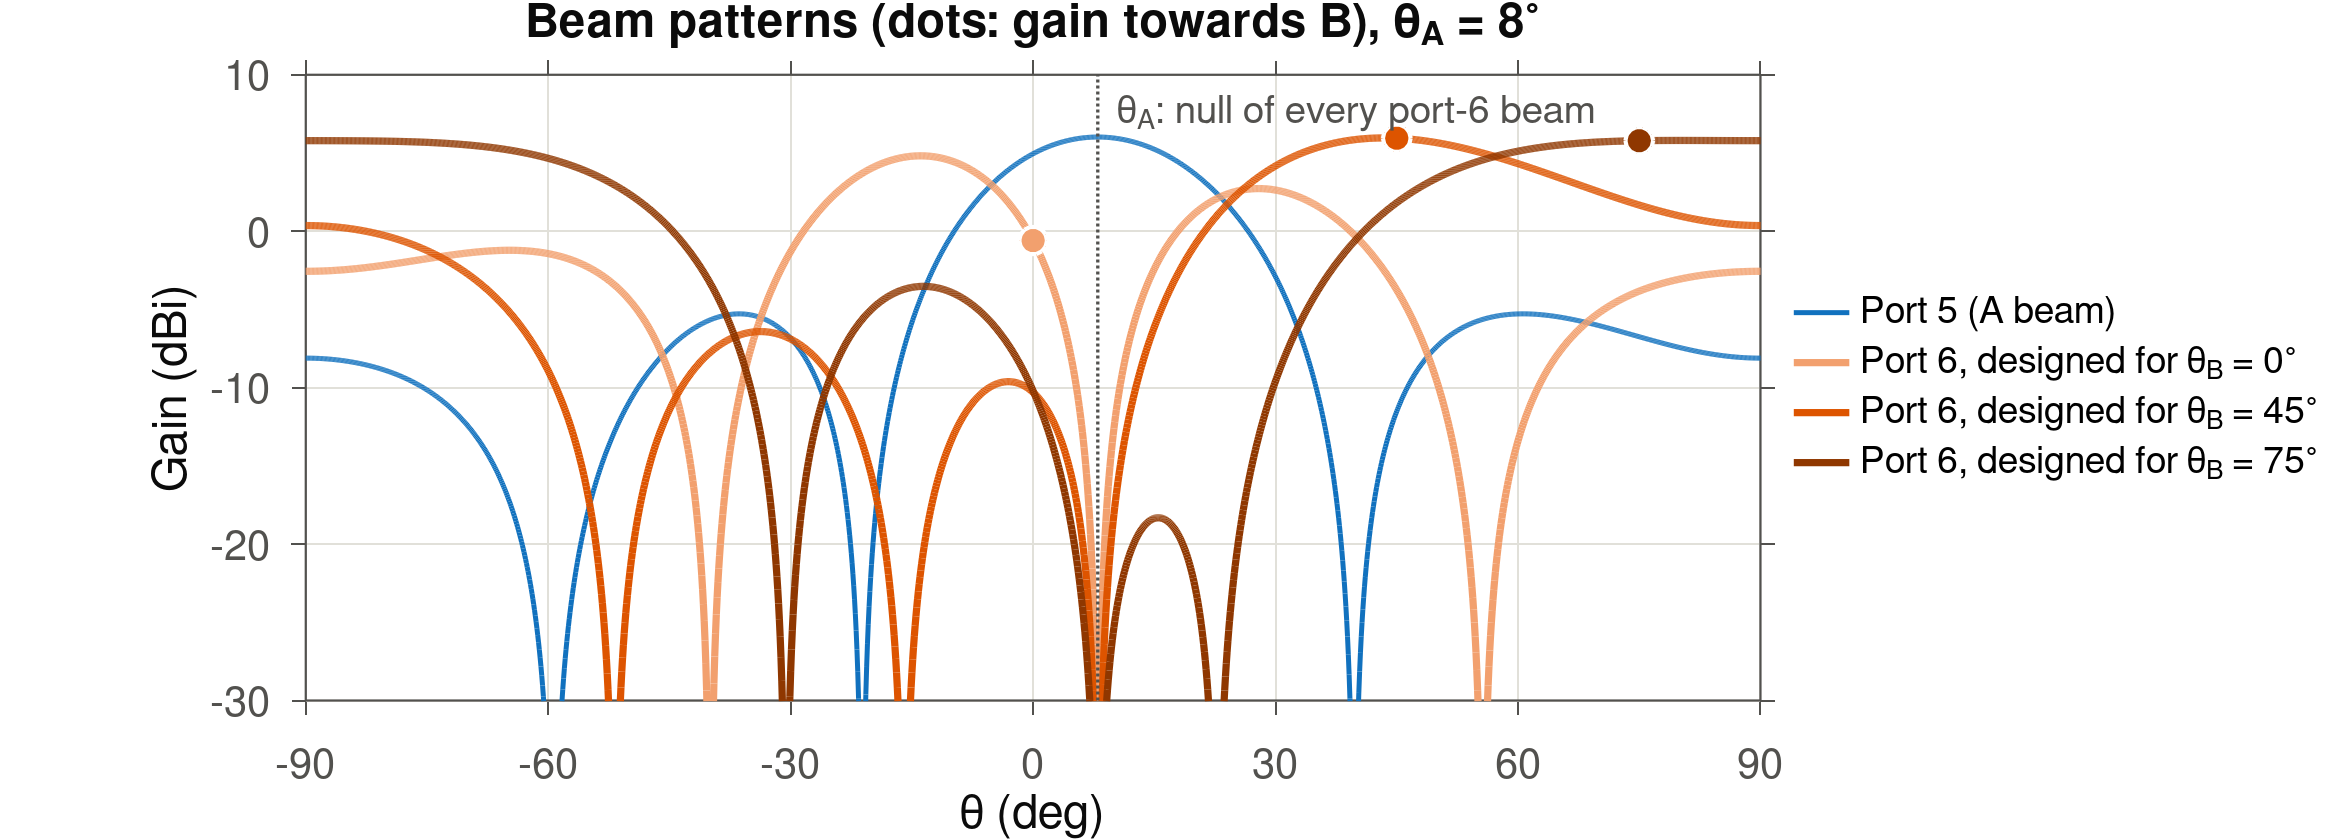 Beam patterns (dots: gain towards B), θA = 8°
10
0
-10
-20
-30
Gain (dBi)
θA: null of every port-6 beam
-90 -60 -30 0 30 60 90
θ (deg)
Port 5 (A beam)
Port 6, designed for θB = 0°
Port 6, designed for θB = 45°
Port 6, designed for θB = 75°